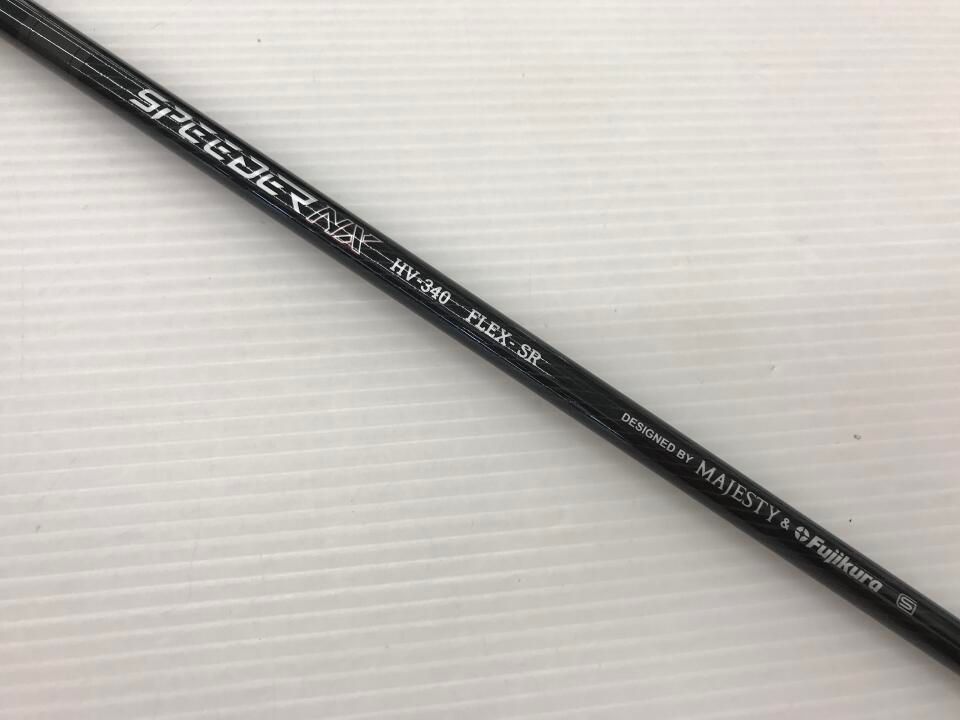 SPEEDER NX HV-340 FLEX-SR DESIGNED BY MAJESTY & Fujikura S